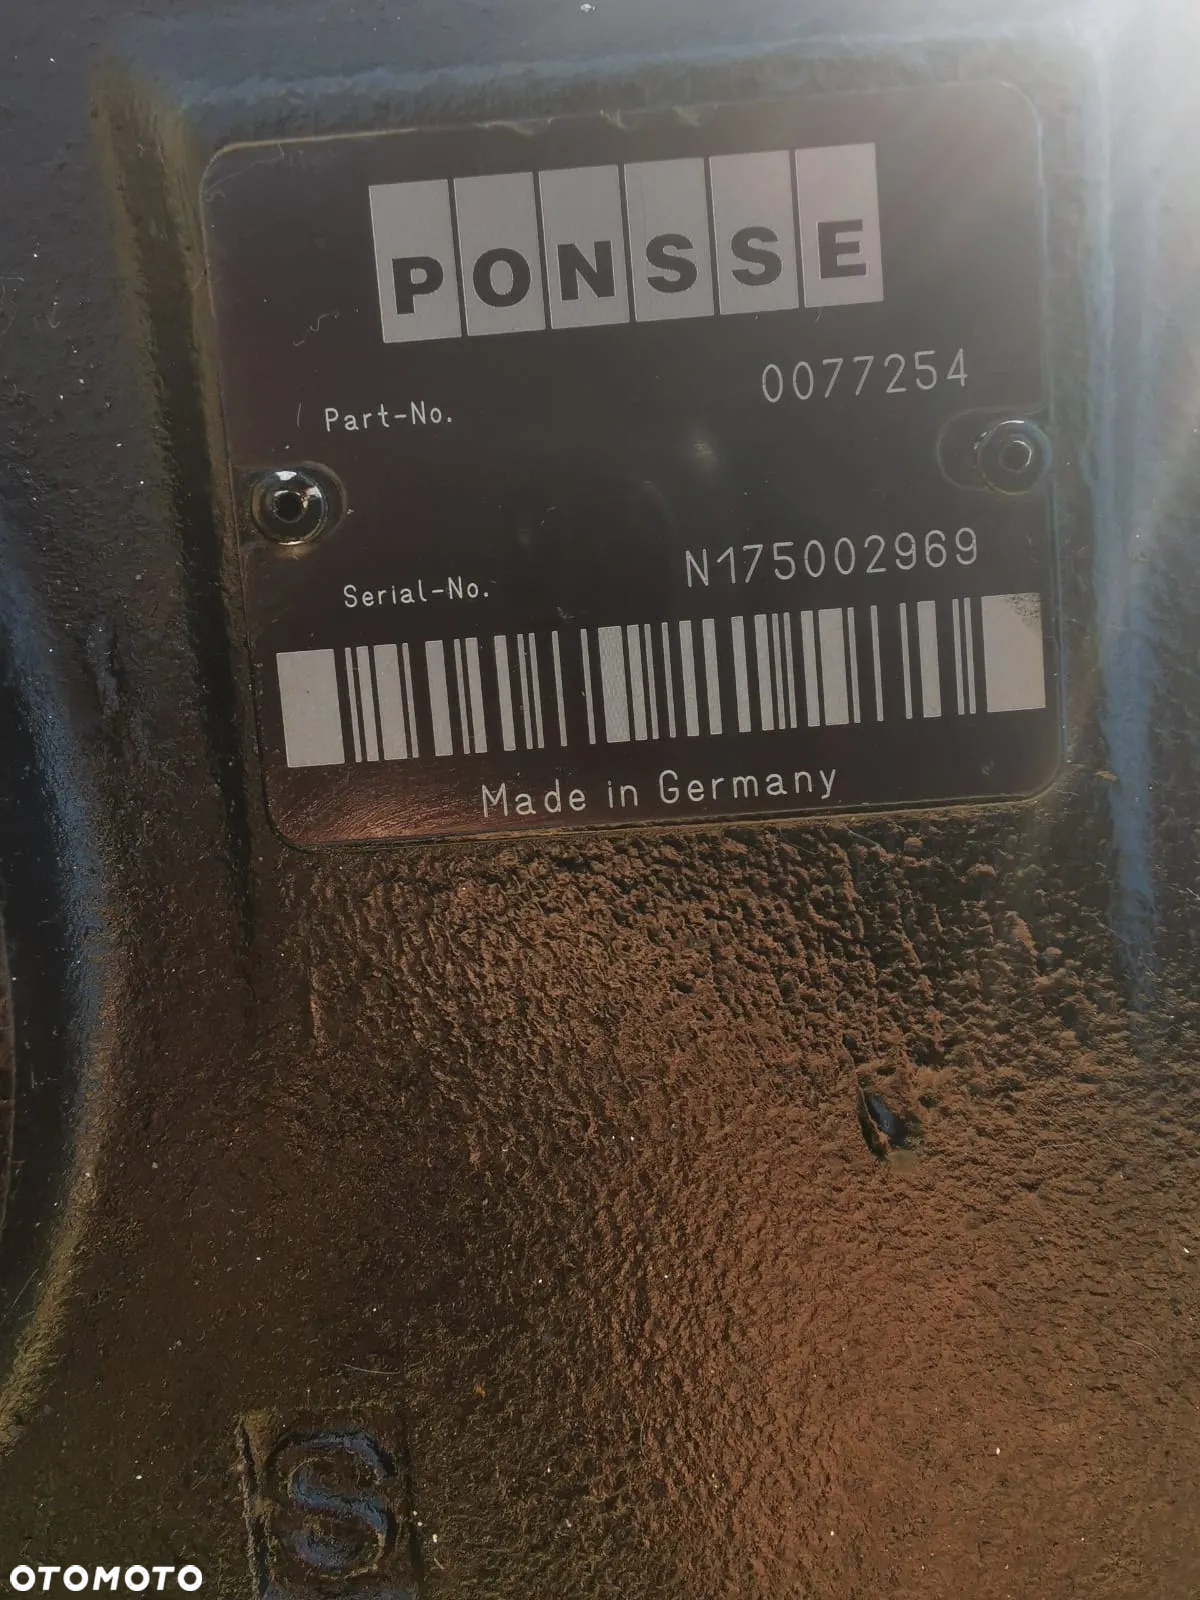 PONSSE
Part-No. 0077254
Serial-No. N175002969
Made in Germany
S
OTOMOTO